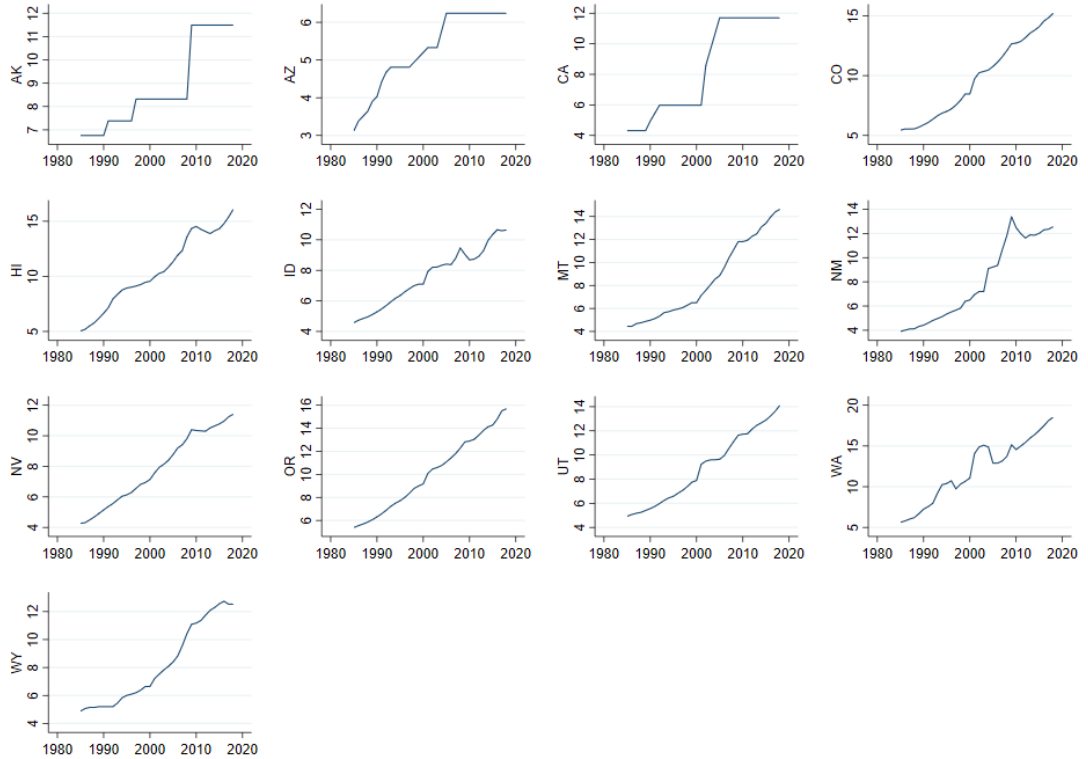 AK
7 8 9 10 11 12
1980 1990 2000 2010 2020
AZ
3 4 5 6
1980 1990 2000 2010 2020
CA
4 6 8 10 12
1980 1990 2000 2010 2020
CO
5 10 15
1980 1990 2000 2010 2020
HI
5 10 15
1980 1990 2000 2010 2020
ID
4 6 8 10 12
1980 1990 2000 2010 2020
MT
4 6 8 10 12 14
1980 1990 2000 2010 2020
NM
4 6 8 10 12 14
1980 1990 2000 2010 2020
NV
4 6 8 10 12
1980 1990 2000 2010 2020
OR
6 8 10 12 14 16
1980 1990 2000 2010 2020
UT
4 6 8 10 12 14
1980 1990 2000 2010 2020
WA
5 10 15 20
1980 1990 2000 2010 2020
WY
4 6 8 10 12
1980 1990 2000 2010 2020